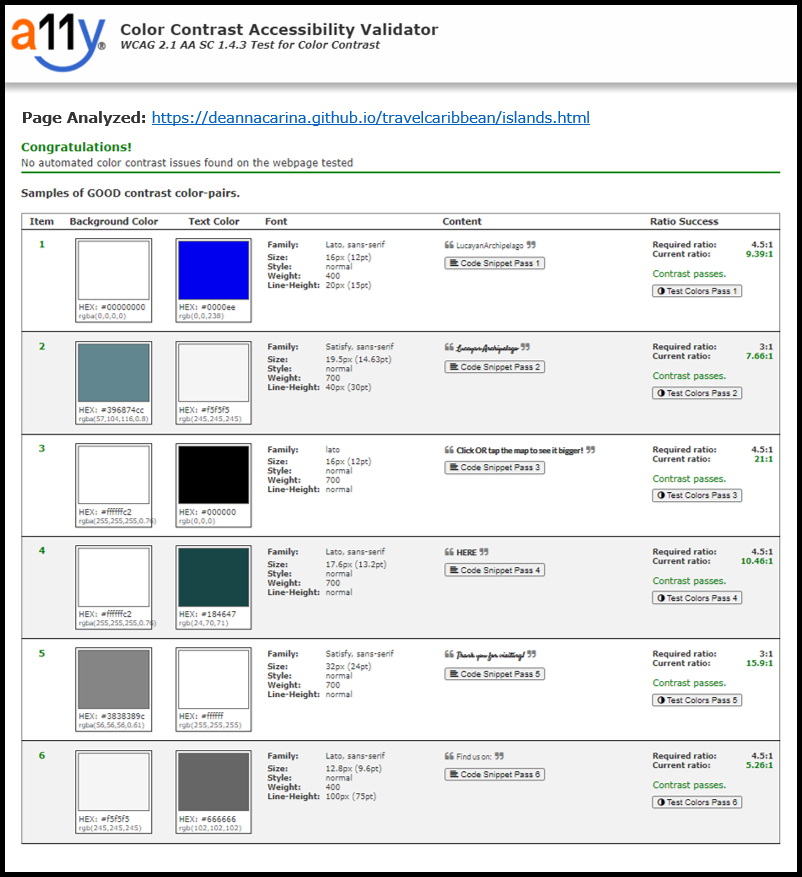 a11y®
Color Contrast Accessibility Validator
WCAG 2.1 AA SC 1.4.3 Test for Color Contrast
Page Analyzed: https://deannacarina.github.io/travelcaribbean/islands.html
Congratulations!
No automated color contrast issues found on the webpage tested
Samples of GOOD contrast color-pairs.
Item Background Color Text Color Font Content Ratio Success
1
HEX: #00000000
rgba(0,0,0,0)
HEX: #0000ee
rgb(0,0,238)
Family: Lato, sans-serif
Size: 16px (12pt)
Style: normal
Weight: 400
Line-Height: 20px (15pt)
❝ LucayanArchipelago ❞
Code Snippet Pass 1
Required ratio: 4.5:1
Current ratio: 9.39:1
Contrast passes.
Test Colors Pass 1
2
HEX: #396874cc
rgba(57,104,116,0.8)
HEX: #f5f5f5
rgb(245,245,245)
Family: Satisfy, sans-serif
Size: 19.5px (14.63pt)
Style: normal
Weight: 700
Line-Height: 40px (30pt)
❝ Lucayan Archipelago ❞
Code Snippet Pass 2
Required ratio: 3:1
Current ratio: 7.66:1
Contrast passes.
Test Colors Pass 2
3
HEX: #ffffffc2
rgba(255,255,255,0.76)
HEX: #000000
rgb(0,0,0)
Family: lato
Size: 16px (12pt)
Style: normal
Weight: 700
Line-Height: normal
❝ Click OR tap the map to see it bigger! ❞
Code Snippet Pass 3
Required ratio: 4.5:1
Current ratio: 21:1
Contrast passes.
Test Colors Pass 3
4
HEX: #ffffffc2
rgba(255,255,255,0.76)
HEX: #184647
rgb(24,70,71)
Family: Lato, sans-serif
Size: 17.6px (13.2pt)
Style: normal
Weight: 700
Line-Height: normal
❝ HERE ❞
Code Snippet Pass 4
Required ratio: 4.5:1
Current ratio: 10.46:1
Contrast passes.
Test Colors Pass 4
5
HEX: #3838389c
rgba(56,56,56,0.61)
HEX: #ffffff
rgb(255,255,255)
Family: Satisfy, sans-serif
Size: 32px (24pt)
Style: normal
Weight: 700
Line-Height: normal
❝ Thank you for visiting! ❞
Code Snippet Pass 5
Required ratio: 3:1
Current ratio: 15.9:1
Contrast passes.
Test Colors Pass 5
6
HEX: #f5f5f5
rgb(245,245,245)
HEX: #666666
rgb(102,102,102)
Family: Lato, sans-serif
Size: 12.8px (9.6pt)
Style: normal
Weight: 400
Line-Height: 100px (75pt)
❝ Find us on: ❞
Code Snippet Pass 6
Required ratio: 4.5:1
Current ratio: 5.26:1
Contrast passes.
Test Colors Pass 6